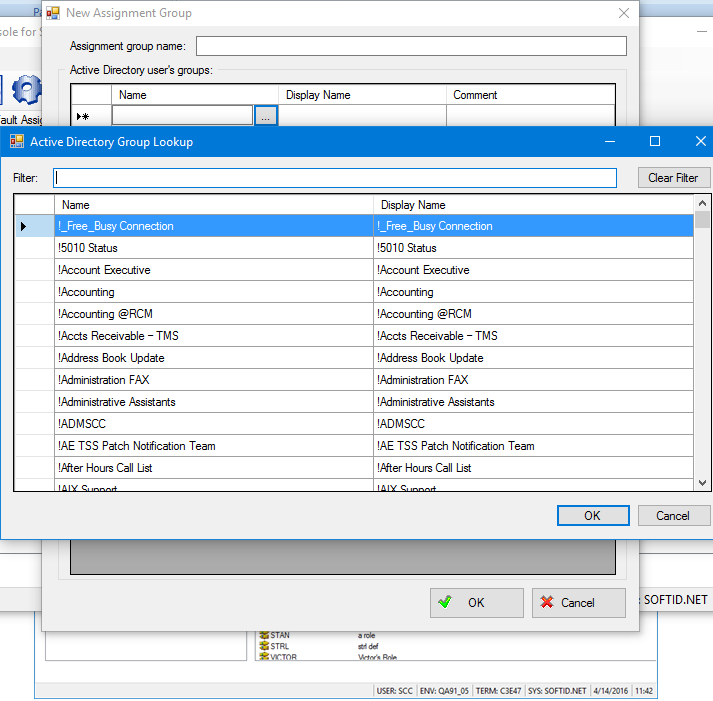 New Assignment Group
sole for S
Assignment group name:
Active Directory user's groups:
Name Display Name Comment
ault Assig
...
Active Directory Group Lookup
Filter: Clear Filter
Name Display Name
!_Free_Busy Connection !_Free_Busy Connection
!5010 Status !5010 Status
!Account Executive !Account Executive
!Accounting !Accounting
!Accounting @RCM !Accounting @RCM
!Accts Receivable - TMS !Accts Receivable - TMS
!Address Book Update !Address Book Update
!Administration FAX !Administration FAX
!Administrative Assistants !Administrative Assistants
!ADMSCC !ADMSCC
!AE TSS Patch Notification Team !AE TSS Patch Notification Team
!After Hours Call List !After Hours Call List
!AIX Support !AIX Support
OK Cancel
OK Cancel
: SOFTID.NET
STAN a role
STRL strl def
VICTOR Victor's Role
USER: SCC ENV: QA91_05 TERM: C3E47 SYS: SOFTID.NET 4/14/2016 11:42